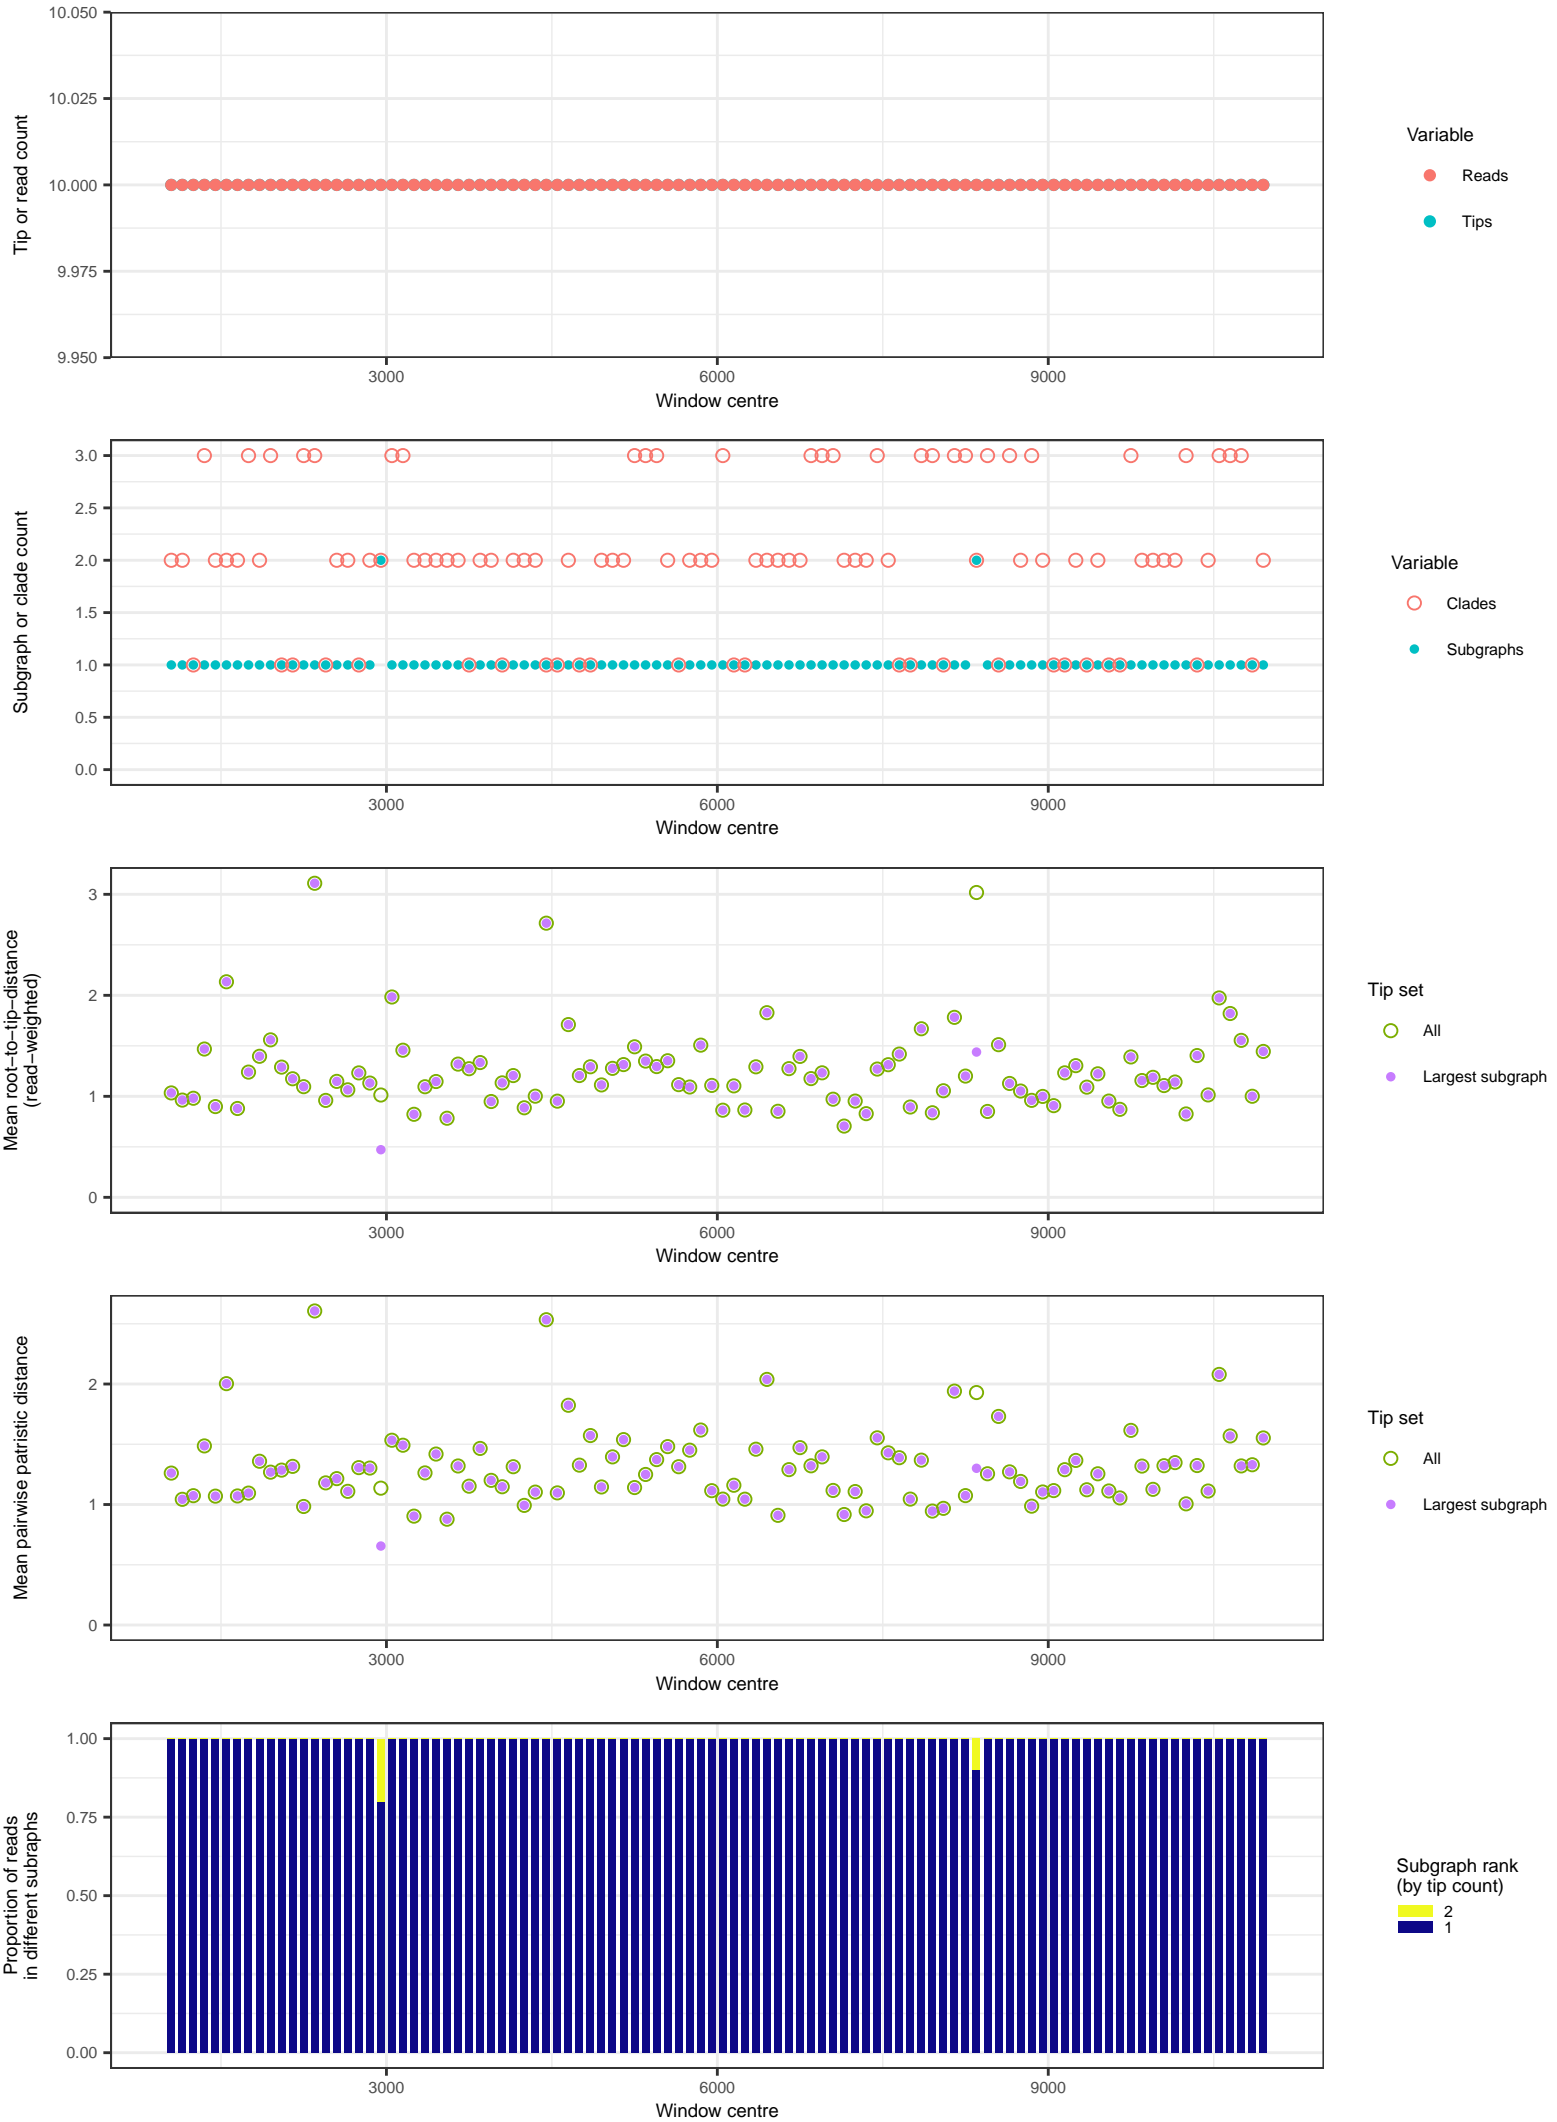 10.050
10.025
10.000
9.975
9.950
Tip or read count
3000
6000
9000
Window centre
Variable
Reads
Tips
3.0
2.5
2.0
1.5
1.0
0.5
0.0
Subgraph or clade count
3000
6000
9000
Window centre
Variable
Clades
Subgraphs
3
2
1
0
Mean root−to−tip−distance
(read−weighted)
3000
6000
9000
Window centre
Tip set
All
Largest subgraph
2
1
0
Mean pairwise patristic distance
3000
6000
9000
Window centre
Tip set
All
Largest subgraph
1.00
0.75
0.50
0.25
0.00
Proportion of reads
in different subraphs
3000
6000
9000
Window centre
Subgraph rank
(by tip count)
2
1